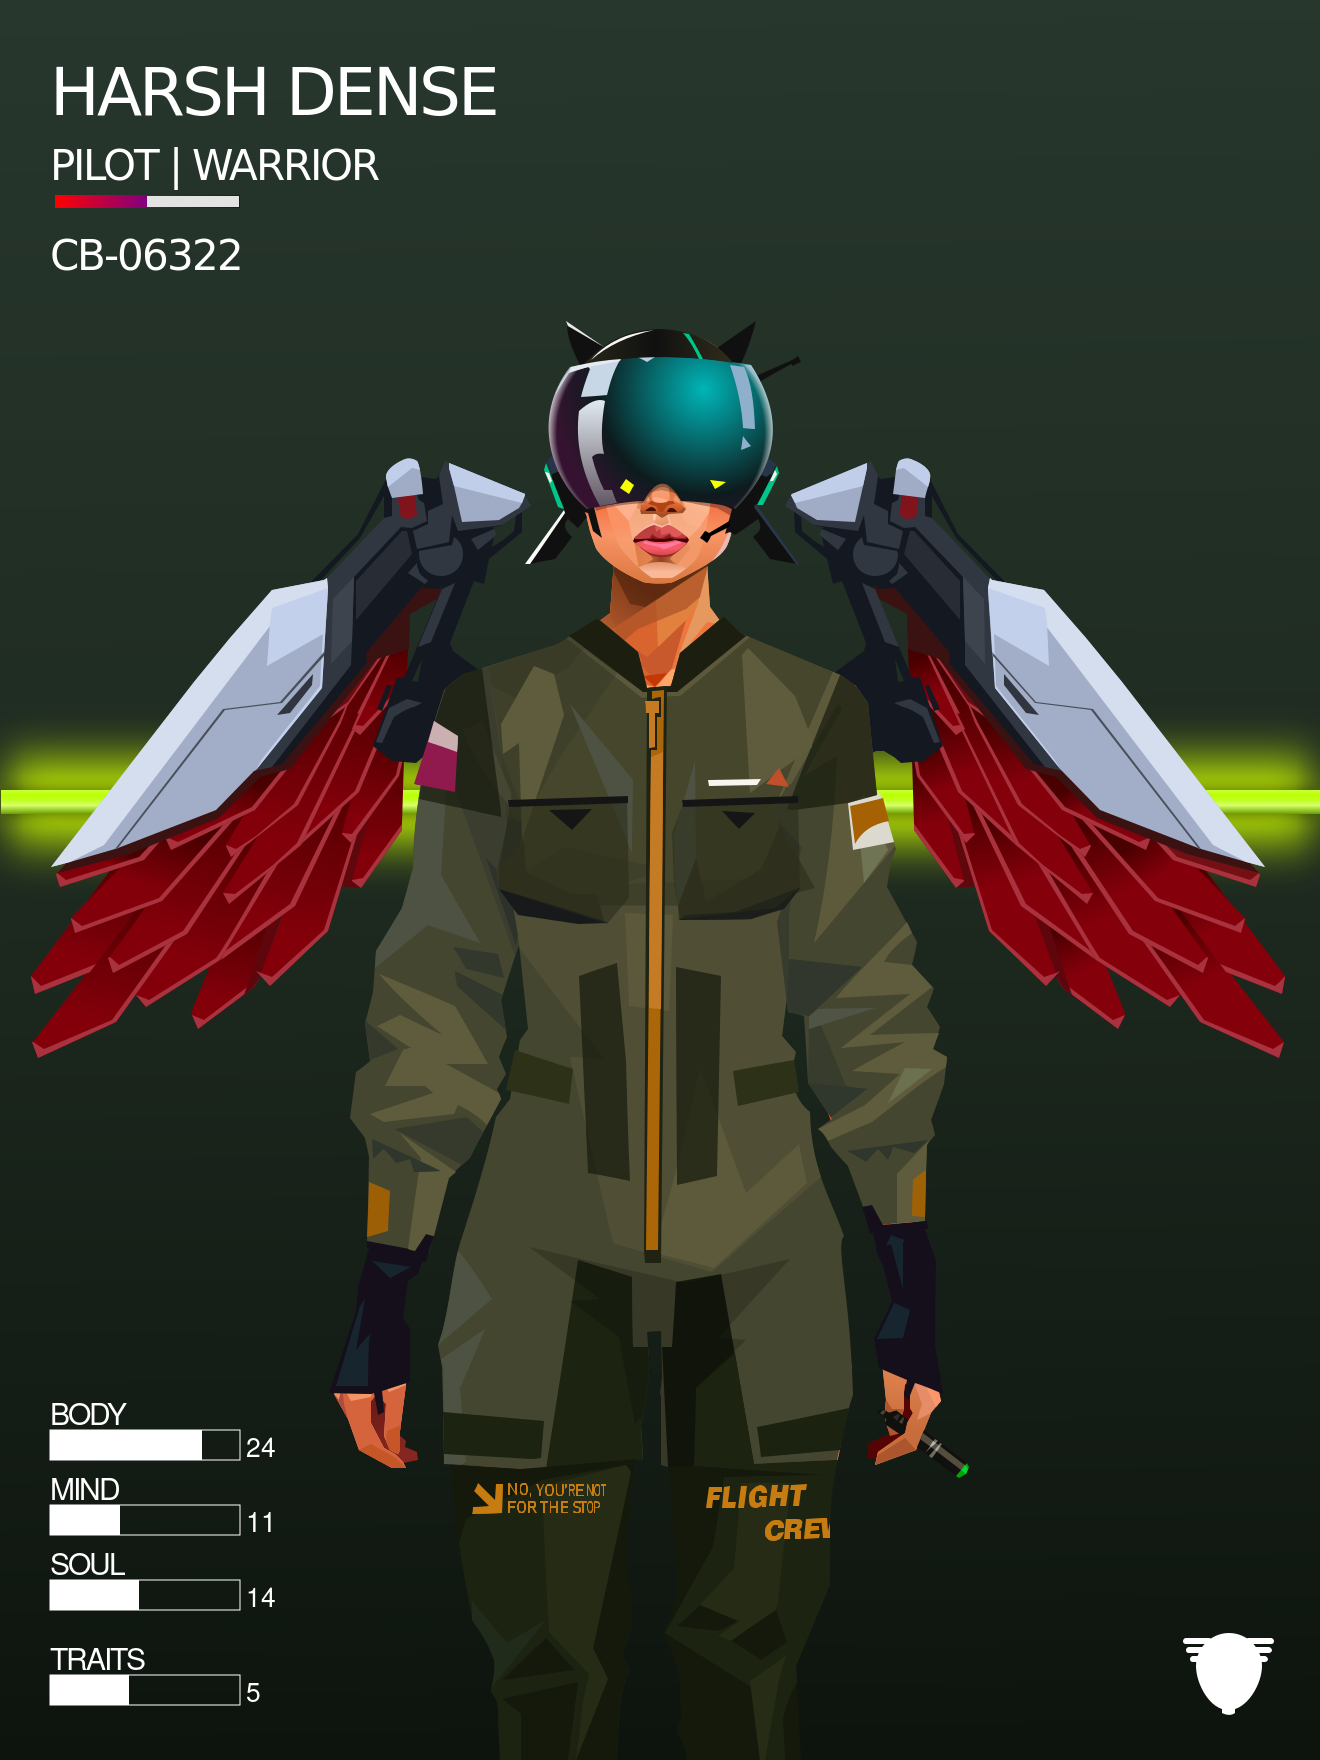 HARSH DENSE
PILOT | WARRIOR
CB-06322
BODY
24
MIND
11
SOUL
14
TRAITS
5
NO, YOU'RE NOT
FOR THE STOP
FLIGHT
CREW